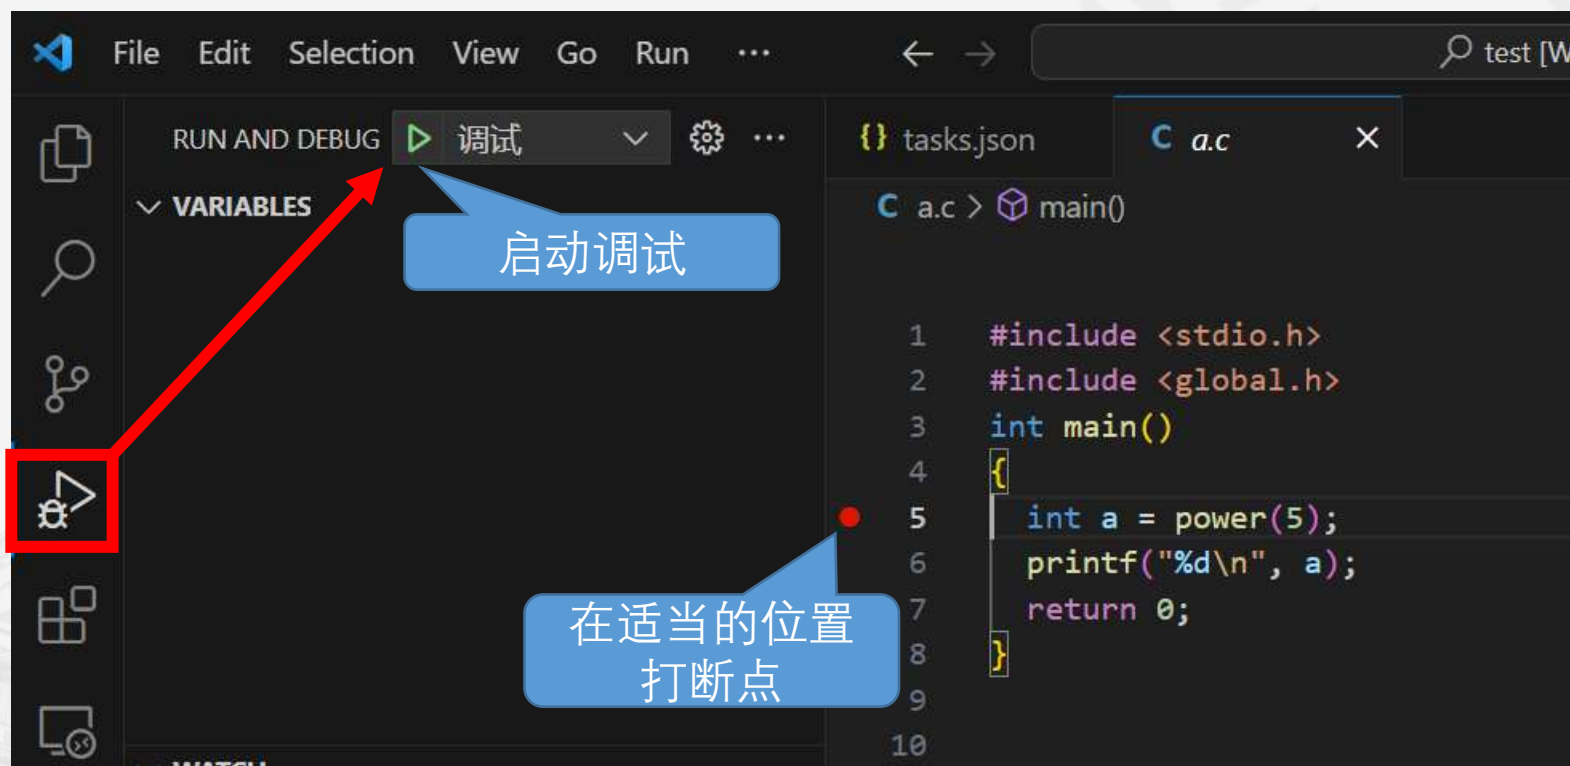 File Edit Selection View Go Run ··· test [W
RUN AND DEBUG 调试 ···
VARIABLES
启动调试
{} tasks.json
C a.c
C a.c > main()
1 #include <stdio.h>
2 #include <global.h>
3 int main()
4 {
5 int a = power(5);
6 printf("%d\n", a);
7 return 0;
8 }
9
10
在适当的位置
打断点
WATCH